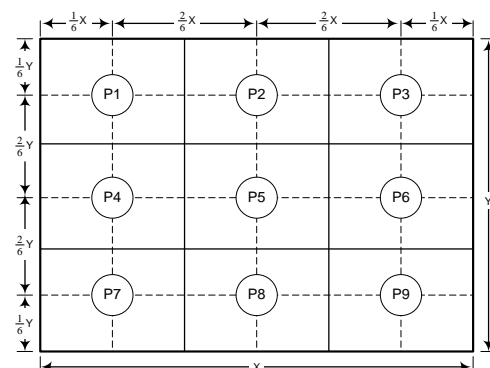 1/6 X 2/6 X 2/6 X 1/6 X
1/6 Y
P1 P2 P3
2/6 Y
P4 P5 P6
Y
2/6 Y
P7 P8 P9
1/6 Y
X